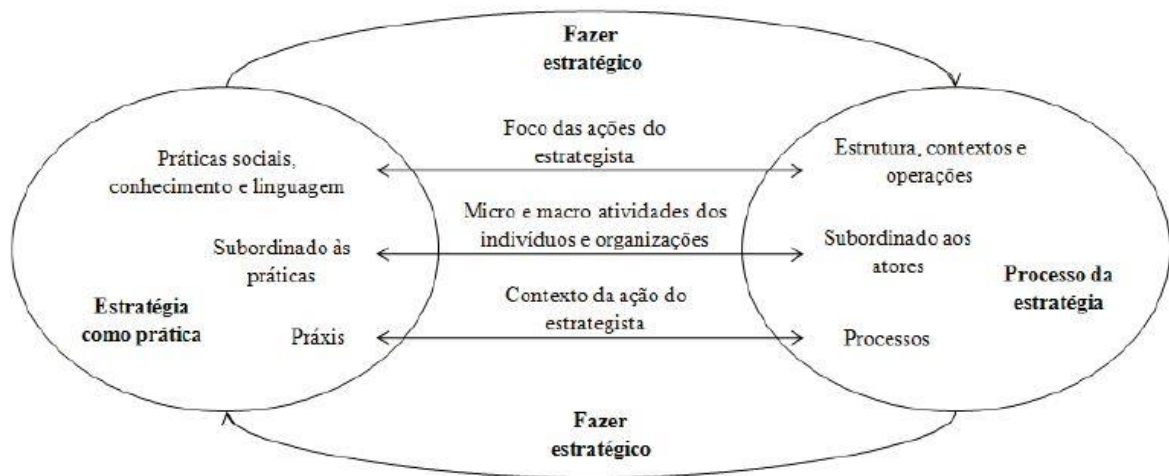 Fazer
estratégico
Foco das ações do
estrategista
Práticas sociais,
conhecimento e linguagem
Estrutura, contextos e
operações
Micro e macro atividades dos
indivíduos e organizações
Subordinado às
práticas
Subordinado aos
atores
Estratégia
como prática
Processo da
estratégia
Contexto da ação do
estrategista
Práxis
Processos
Fazer
estratégico